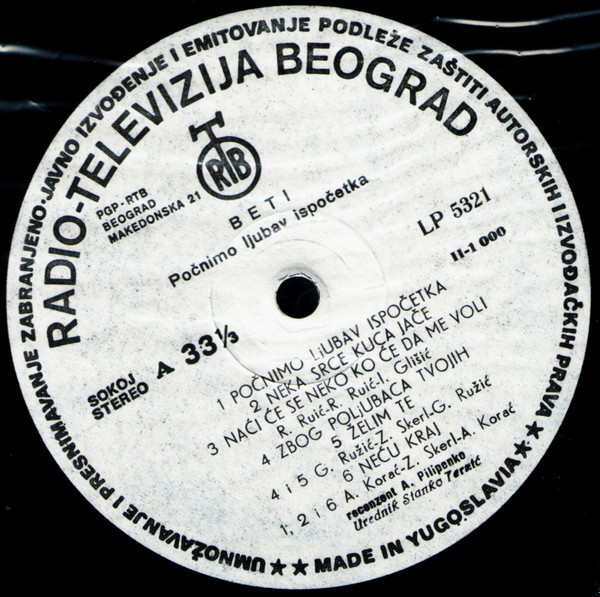 UMNOŽAVANJE I PRESNIMAVANJE ZABRANJENO·JAVNO IZVOĐENJE I EMITOVANJE PODLEŽE ZAŠTITI AUTORSKIH I IZVOĐAČKIH PRAVA ★★
RADIO-TELEVIZIJA BEOGRAD
RTB
PGP-RTB
BEOGRAD
MAKEDONSKA 21
BETI
Počnimo ljubav ispočetka
LP 5321
II-1 000
SOKOJ
STEREO
A 33⅓
1 POČNIMO LJUBAV ISPOČETKA
2 NEKA SRCE KUCA JAČE
3 NAĆI ĆE SE NEKO KO ĆE DA ME VOLI
R. Ruić-R. Ruić-I. Glišić
4 ZBOG POLJUBACA TVOJIH
5 ŽELIM TE
4 i 5 G. Ružić-Z. Skerl-G. Ružić
6 NEĆU KRAJ
1, 2 i 6 A. Korać-Z. Skerl-A. Korać
recenzent A. Pilipenko
Urednik Stanko Terzić
★★ MADE IN YUGOSLAVIA ★★